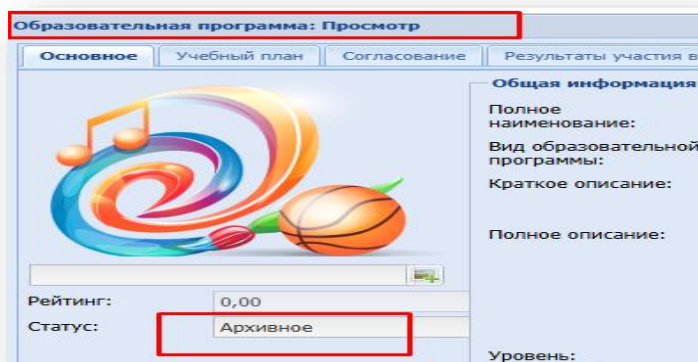 Образовательная программа: Просмотр
Основное Учебный план Согласование Результаты участия в
Общая информация
Полное
наименование:
Вид образовательной
программы:
Краткое описание:
Полное описание:
Рейтинг: 0,00
Статус: Архивное
Уровень: